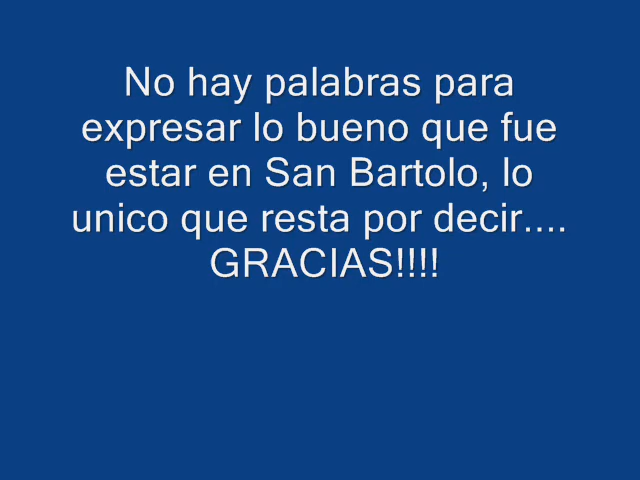 No hay palabras para
expresar lo bueno que fue
estar en San Bartolo, lo
unico que resta por decir....
GRACIAS!!!!